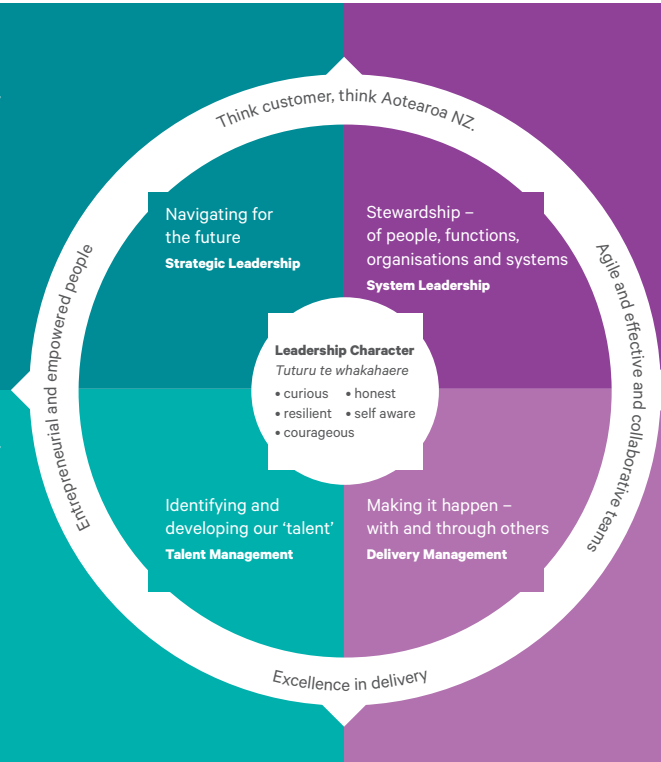 Think customer, think Aotearoa NZ.
Entrepreneurial and empowered people
Agile and effective and collaborative teams
Navigating for
the future
Strategic Leadership
Stewardship –
of people, functions,
organisations and systems
System Leadership
Leadership Character
Tuturu te whakahaere
• curious • honest
• resilient • self aware
• courageous
Identifying and
developing our ‘talent’
Talent Management
Making it happen –
with and through others
Delivery Management
Excellence in delivery